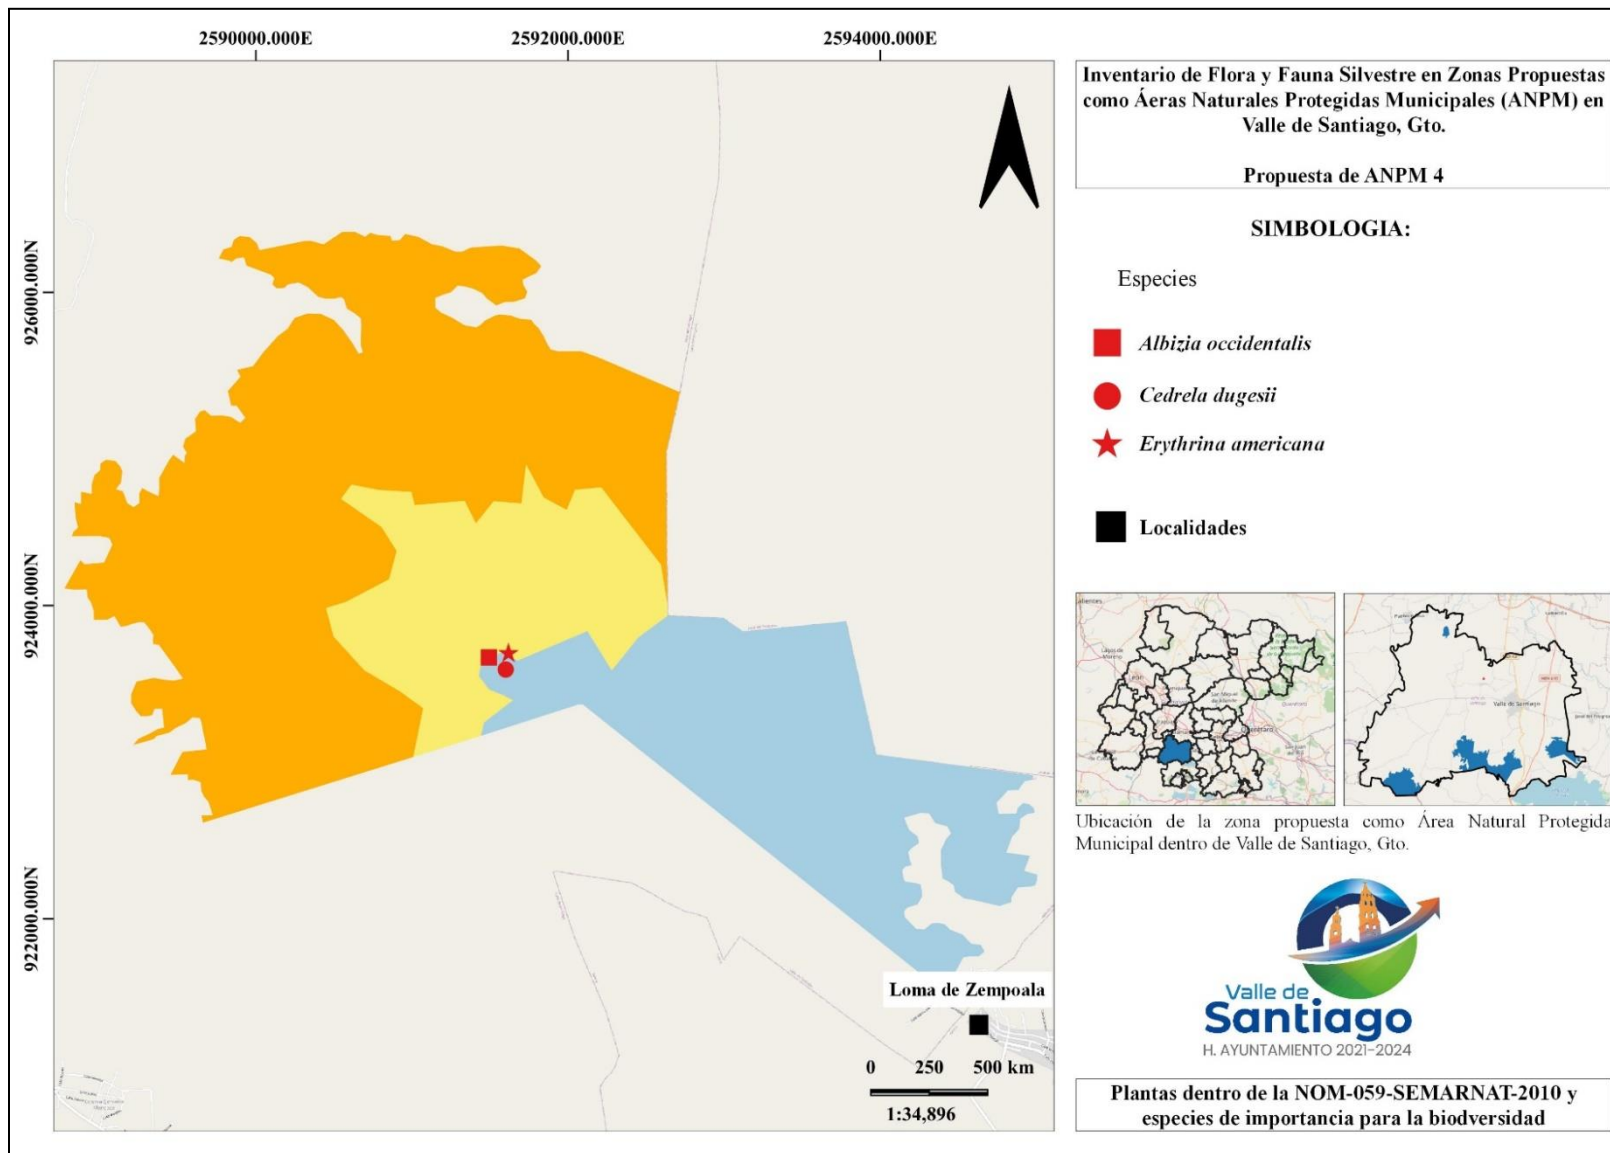 2590000.000E
2592000.000E
2594000.000E
926000.000N
924000.000N
922000.000N
Loma de Zempoala
0 250 500 km
1:34,896
Inventario de Flora y Fauna Silvestre en Zonas Propuestas
como Áeras Naturales Protegidas Municipales (ANPM) en
Valle de Santiago, Gto.
Propuesta de ANPM 4
SIMBOLOGIA:
Especies
Albizia occidentalis
Cedrela dugesii
Erythrina americana
Localidades
Valle de Santiago
Ubicación de la zona propuesta como Área Natural Protegida
Municipal dentro de Valle de Santiago, Gto.
Valle de
Santiago
H. AYUNTAMIENTO 2021-2024
Plantas dentro de la NOM-059-SEMARNAT-2010 y
especies de importancia para la biodversidad